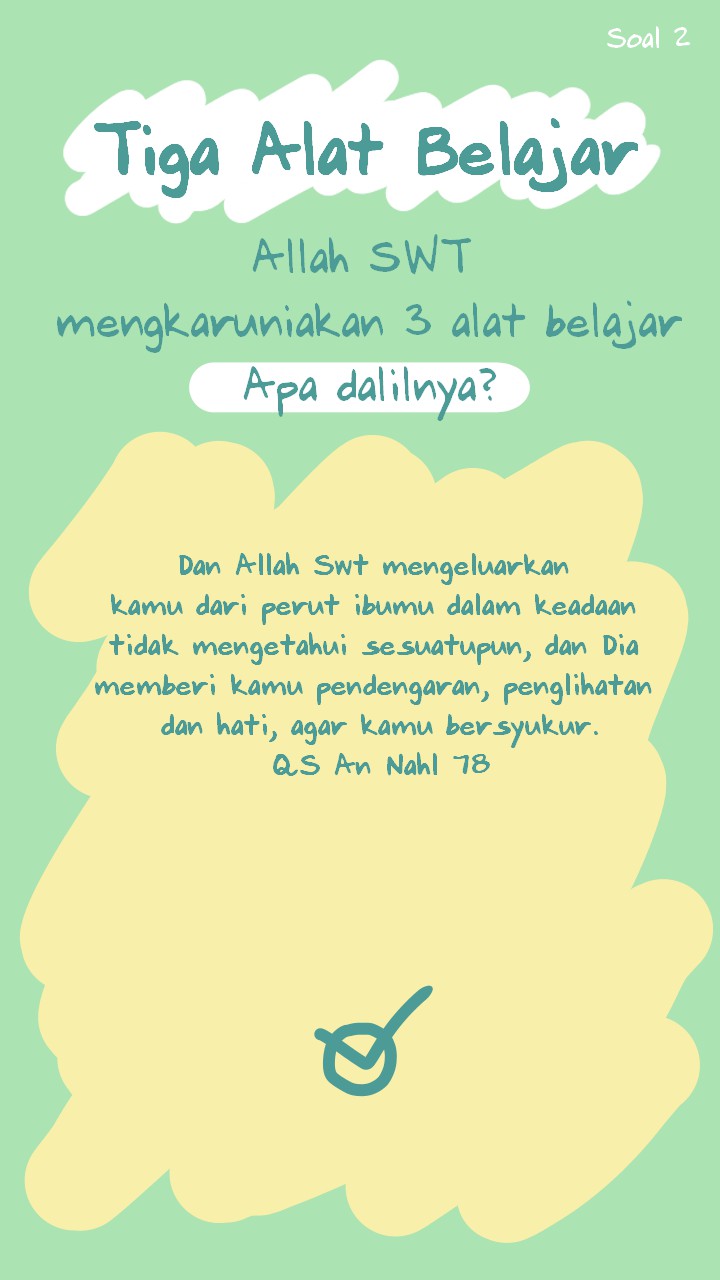 Soal 2
Tiga Alat Belajar
Allah SWT
mengkaruniakan 3 alat belajar
Apa dalilnya?
Dan Allah Swt mengeluarkan
kamu dari perut ibumu dalam keadaan
tidak mengetahui sesuatupun, dan Dia
memberi kamu pendengaran, penglihatan
dan hati, agar kamu bersyukur.
QS An Nahl 78